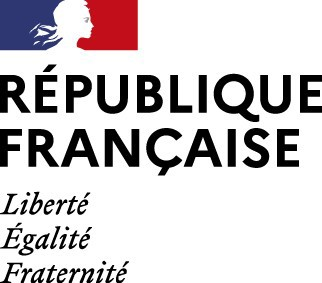 RÉPUBLIQUE
FRANÇAISE
Liberté
Égalité
Fraternité